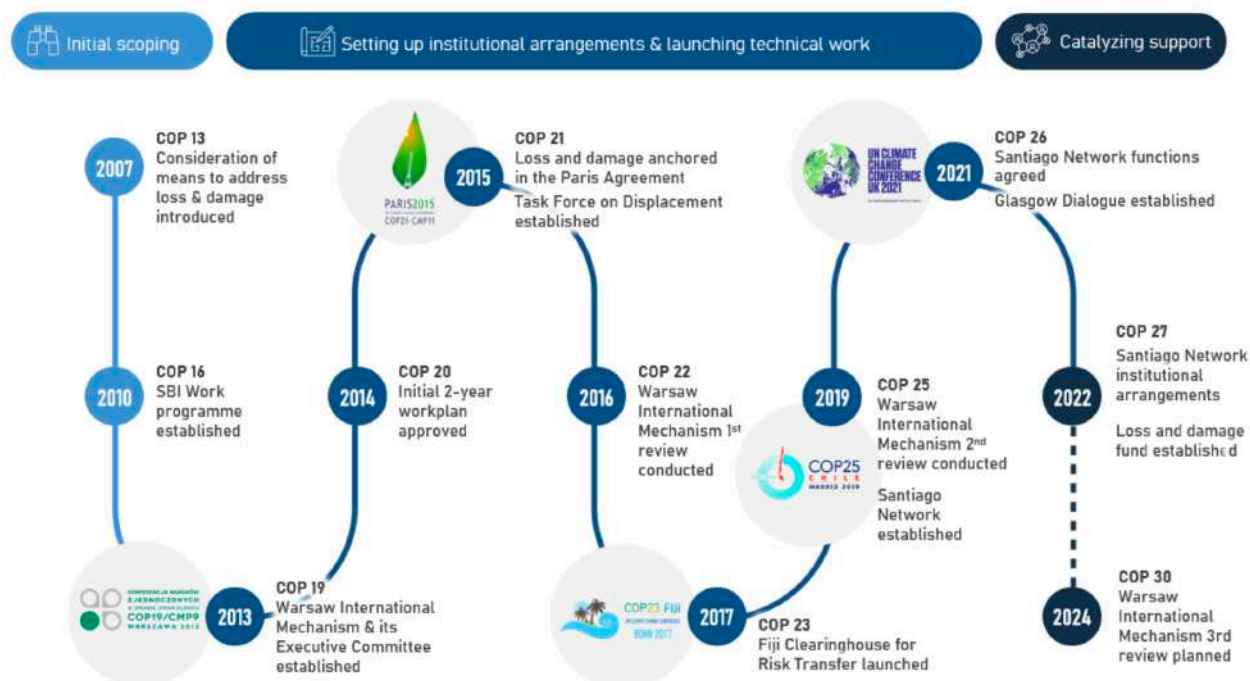 Initial scoping
Setting up institutional arrangements & launching technical work
Catalyzing support
2007
COP 13
Consideration of
means to address
loss & damage
introduced
2010
COP 16
SBI Work
programme
established
KONFERENCJA NARODÓW
ZJEDNOCZONYCH
COP19/CMP9
WARSZAWA 2013
2013
COP 19
Warsaw International
Mechanism & its
Executive Committee
established
2014
COP 20
Initial 2-year
workplan
approved
PARIS2015
COP21·CMP11
2015
COP 21
Loss and damage anchored
in the Paris Agreement
Task Force on Displacement
established
2016
COP 22
Warsaw
International
Mechanism 1st
review
conducted
COP23 FIJI
BONN 2017
2017
COP 23
Fiji Clearinghouse for
Risk Transfer launched
2019
COP 25
Warsaw
International
Mechanism 2nd
review conducted
Santiago
Network
established
COP25
CHILE
MADRID 2019
UN CLIMATE
CHANGE
CONFERENCE
UK 2021
2021
COP 26
Santiago Network functions
agreed
Glasgow Dialogue established
2022
COP 27
Santiago Network
institutional
arrangements
Loss and damage
fund established
2024
COP 30
Warsaw
International
Mechanism 3rd
review planned